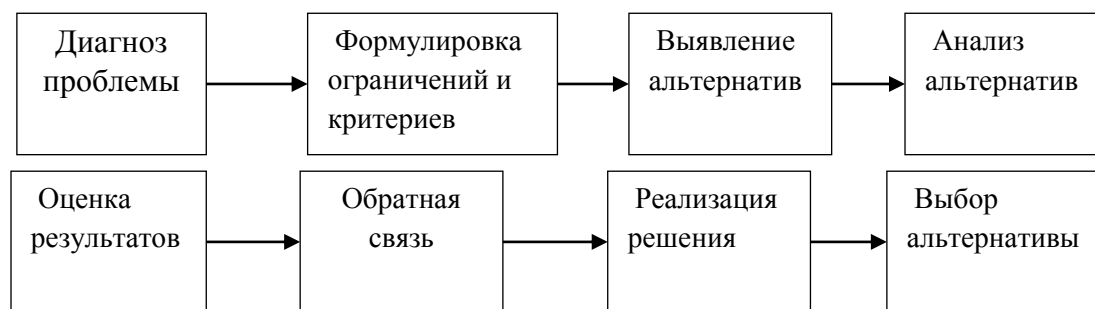 Диагноз
проблемы
Формулировка
ограничений и
критериев
Выявление
альтернатив
Анализ
альтернатив
Оценка
результатов
Обратная
связь
Реализация
решения
Выбор
альтернативы